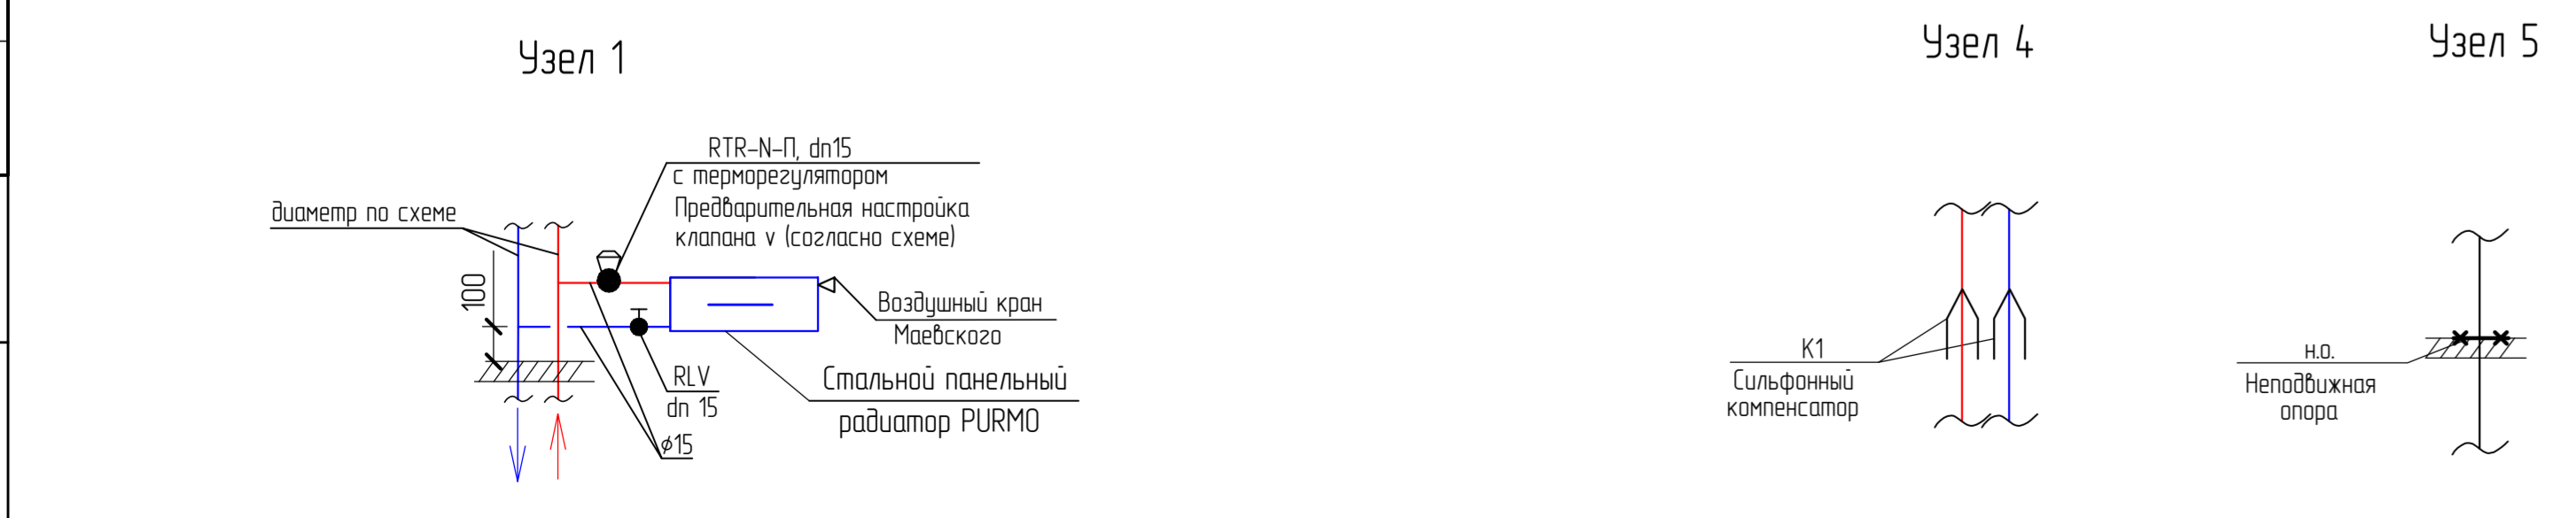 Узел 1
RTR-N-П, dn15
с терморегулятором
Предварительная настройка
клапана v (согласно схеме)
диаметр по схеме
100
Воздушный кран
Маевского
RLV
dn 15
Стальной панельный
радиатор PURMO
⌀15
Узел 4
К1
Сильфонный
компенсатор
Узел 5
н.о.
Неподвижная
опора